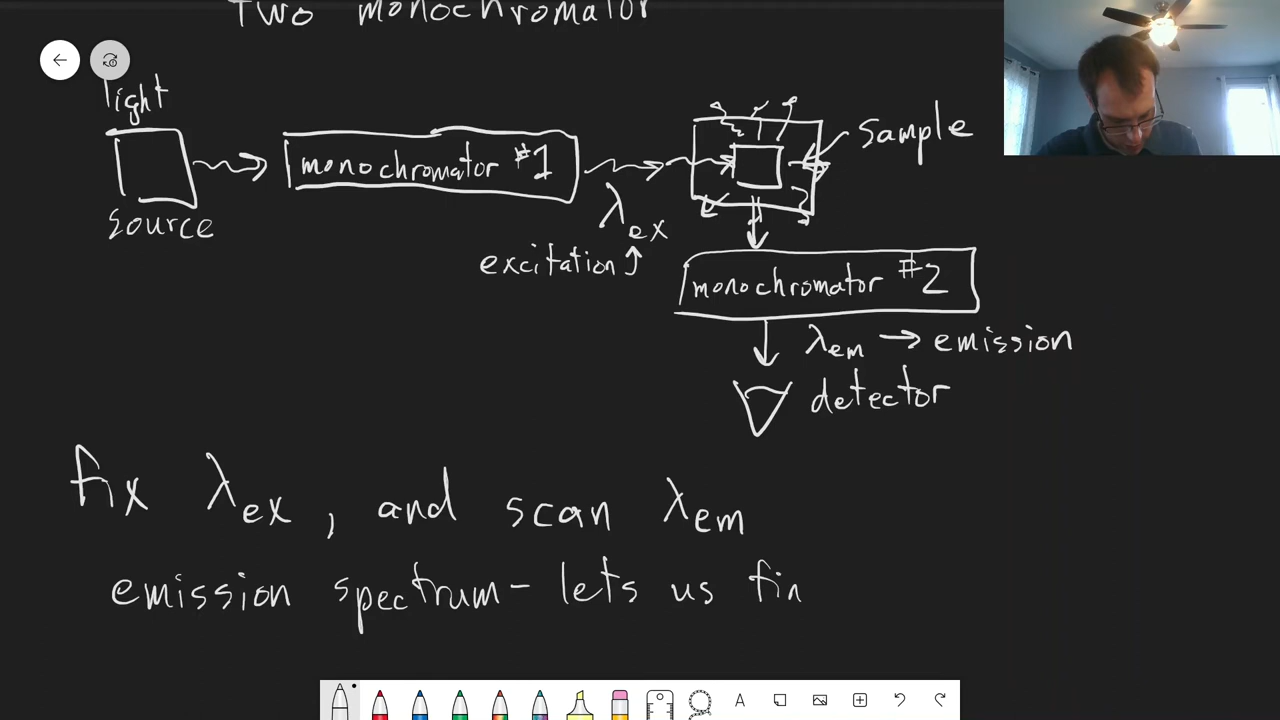 Two monochromator
light
source
monochromator #1
λex
excitation
sample
monochromator #2
λem → emission
detector
fix λex, and scan λem
emission spectrum - lets us fin
A